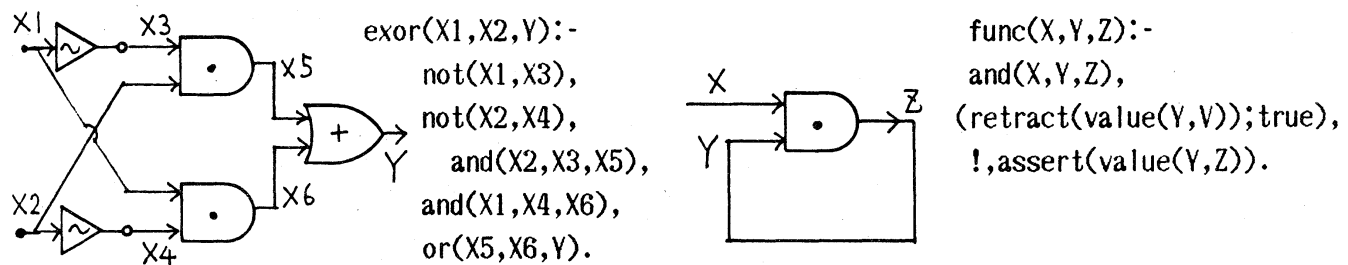 X1
X3
X5
X2
X4
X6
Y
exor(X1,X2,Y):-
not(X1,X3),
not(X2,X4),
and(X2,X3,X5),
and(X1,X4,X6),
or(X5,X6,Y).
X
Y
Z
func(X,Y,Z):-
and(X,Y,Z),
(retract(value(Y,V));true),
!,assert(value(Y,Z)).